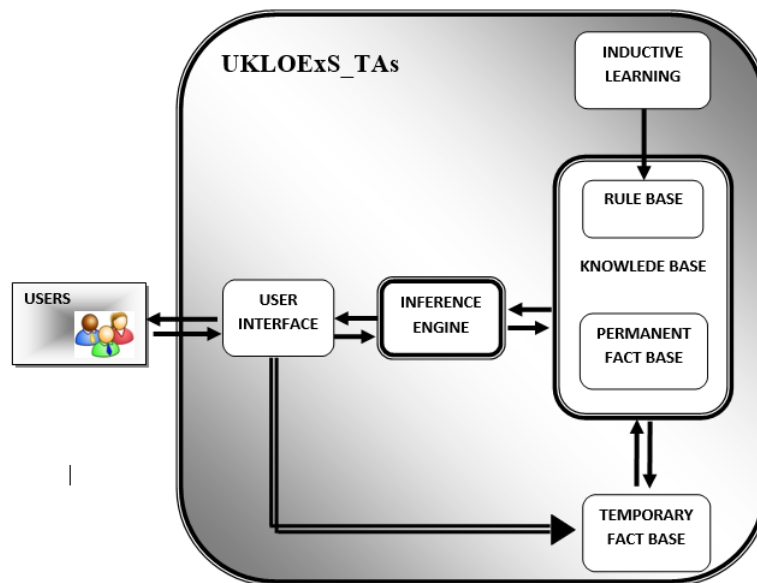 UKLOExS_TAs
INDUCTIVE
LEARNING
RULE BASE
KNOWLEDE BASE
USERS
USER
INTERFACE
INFERENCE
ENGINE
PERMANENT
FACT BASE
TEMPORARY
FACT BASE